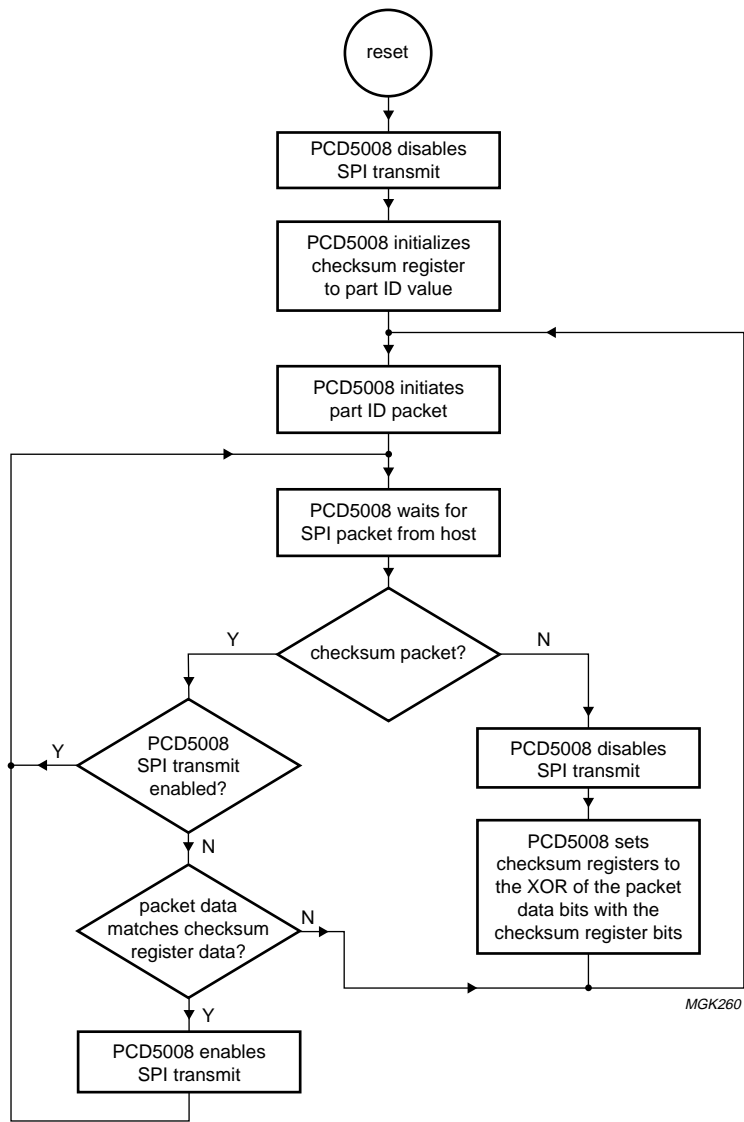 reset
PCD5008 disables
SPI transmit
PCD5008 initializes
checksum register
to part ID value
PCD5008 initiates
part ID packet
PCD5008 waits for
SPI packet from host
checksum packet?
Y
N
PCD5008
SPI transmit
enabled?
Y
N
PCD5008 disables
SPI transmit
PCD5008 sets
checksum registers to
the XOR of the packet
data bits with the
checksum register bits
packet data
matches checksum
register data?
N
Y
MGK260
PCD5008 enables
SPI transmit